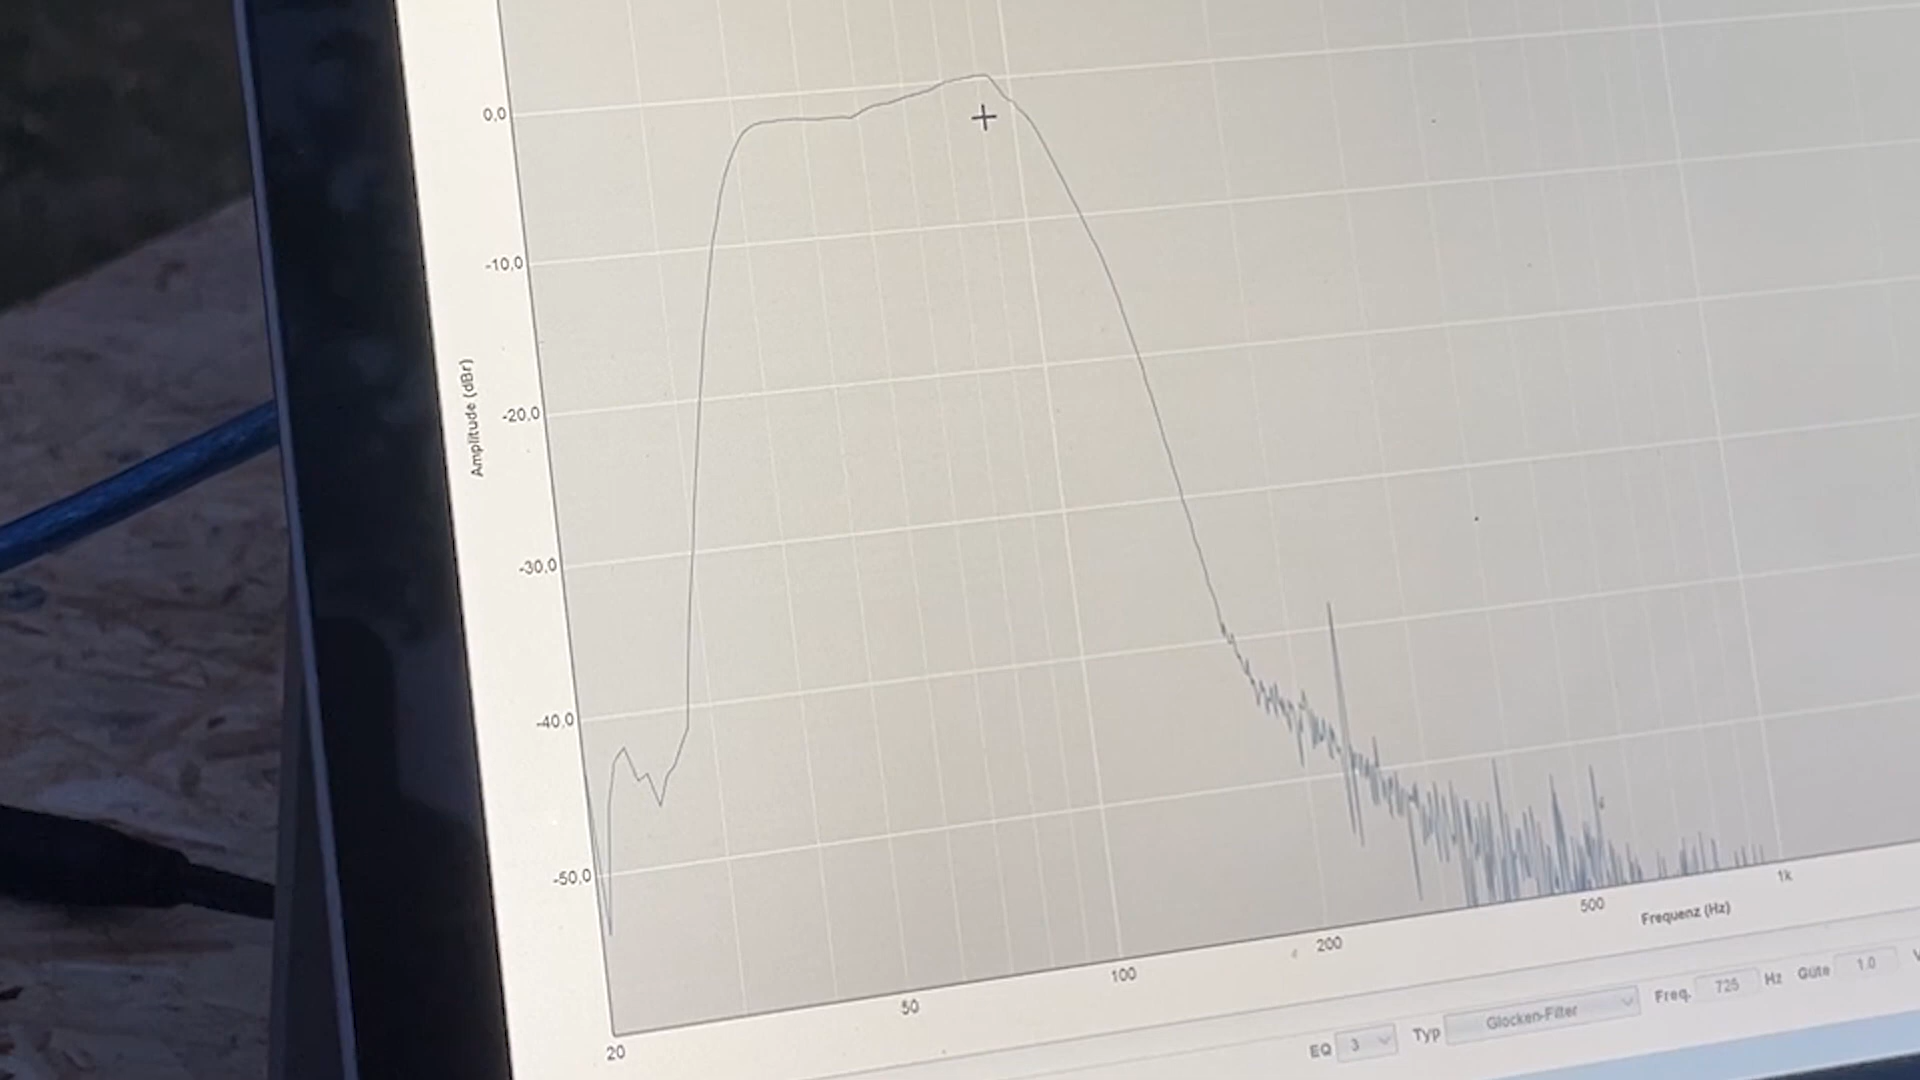 0,0
-10,0
Amplitude (dBr)
-20,0
-30,0
-40,0
-50,0
20
50
100
200
500
1k
Frequenz (Hz)
EQ 3 Typ Glocken-Filter Freq. 725 Hz Güte 1.0